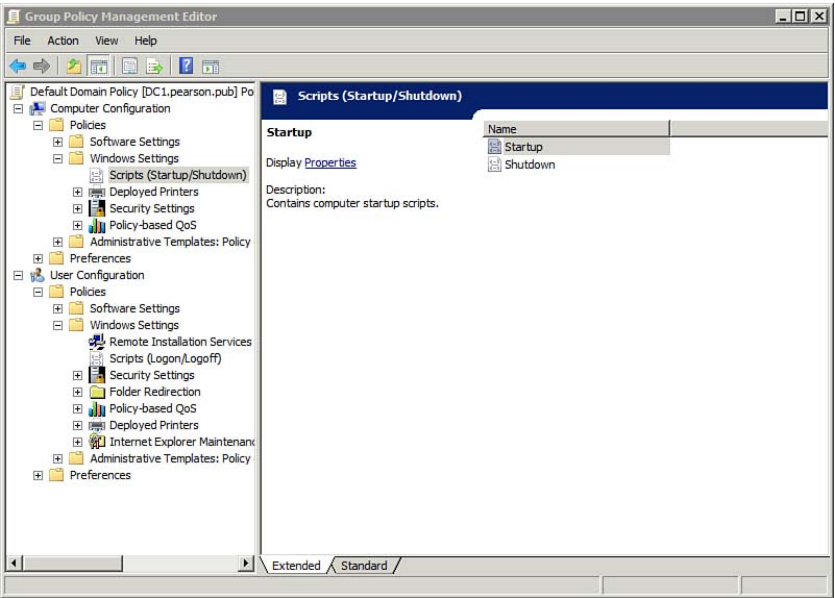 Group Policy Management Editor
File Action View Help
Default Domain Policy [DC1.pearson.pub] Po
Computer Configuration
Policies
Software Settings
Windows Settings
Scripts (Startup/Shutdown)
Deployed Printers
Security Settings
Policy-based QoS
Administrative Templates: Policy
Preferences
User Configuration
Policies
Software Settings
Windows Settings
Remote Installation Services
Scripts (Logon/Logoff)
Security Settings
Folder Redirection
Policy-based QoS
Deployed Printers
Internet Explorer Maintenanc
Administrative Templates: Policy
Preferences
Scripts (Startup/Shutdown)
Startup
Display Properties
Description:
Contains computer startup scripts.
Name
Startup
Shutdown
Extended Standard